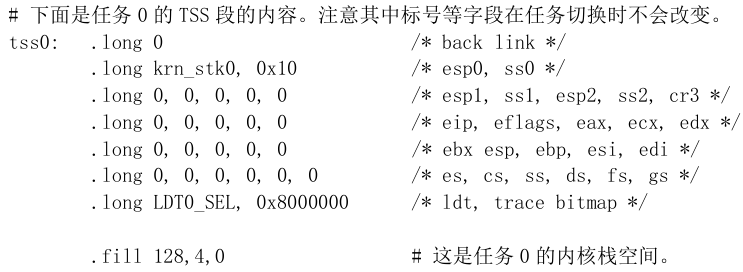 # 下面是任务 0 的 TSS 段的内容。注意其中标号等字段在任务切换时不会改变。
tss0: .long 0 /* back link */
.long krn_stk0, 0x10 /* esp0, ss0 */
.long 0, 0, 0, 0, 0 /* esp1, ss1, esp2, ss2, cr3 */
.long 0, 0, 0, 0, 0 /* eip, eflags, eax, ecx, edx */
.long 0, 0, 0, 0, 0 /* ebx esp, ebp, esi, edi */
.long 0, 0, 0, 0, 0, 0 /* es, cs, ss, ds, fs, gs */
.long LDT0_SEL, 0x8000000 /* ldt, trace bitmap */
.fill 128,4,0 # 这是任务 0 的内核栈空间。